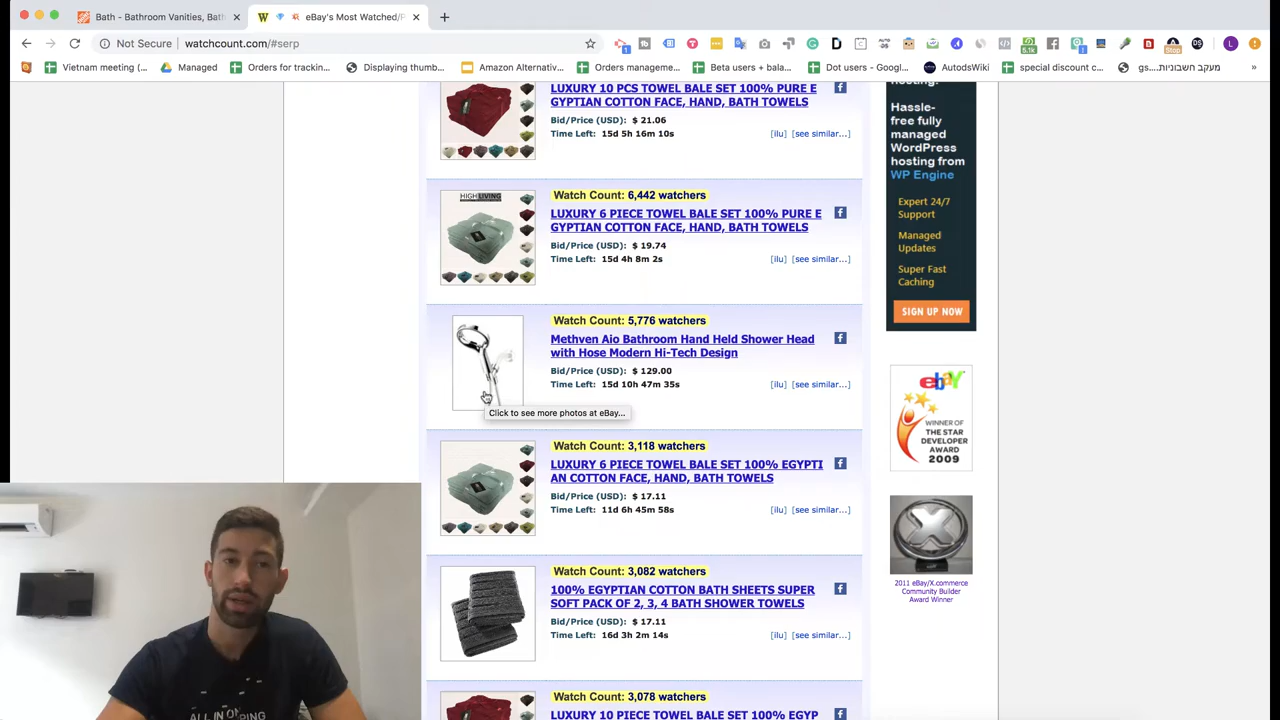 Bath - Bathroom Vanities, Bat
eBay's Most Watched/P
Not Secure
watchcount.com/#serp
5.1k
Stop
Vietnam meeting (...
Managed
Orders for trackin...
Displaying thumb...
Amazon Alternativ...
Orders manageme...
Beta users + bala...
Dot users - Googl...
AutodsWiki
special discount c...
gs....מעקב חשבוניות
LUXURY 10 PCS TOWEL BALE SET 100% PURE E
GYPTIAN COTTON FACE, HAND, BATH TOWELS
Bid/Price (USD): $ 21.06
Time Left: 15d 5h 16m 10s
[ilu] [see similar...]
HIGH LIVING
Watch Count: 6,442 watchers
LUXURY 6 PIECE TOWEL BALE SET 100% PURE E
GYPTIAN COTTON FACE, HAND, BATH TOWELS
Bid/Price (USD): $ 19.74
Time Left: 15d 4h 8m 2s
[ilu] [see similar...]
Watch Count: 5,776 watchers
Methven Aio Bathroom Hand Held Shower Head
with Hose Modern Hi-Tech Design
Bid/Price (USD): $ 129.00
Time Left: 15d 10h 47m 35s
[ilu] [see similar...]
Click to see more photos at eBay...
Watch Count: 3,118 watchers
LUXURY 6 PIECE TOWEL BALE SET 100% EGYPTI
AN COTTON FACE, HAND, BATH TOWELS
Bid/Price (USD): $ 17.11
Time Left: 11d 6h 45m 58s
[ilu] [see similar...]
Watch Count: 3,082 watchers
100% EGYPTIAN COTTON BATH SHEETS SUPER
SOFT PACK OF 2, 3, 4 BATH SHOWER TOWELS
Bid/Price (USD): $ 17.11
Time Left: 16d 3h 2m 14s
[ilu] [see similar...]
Watch Count: 3,078 watchers
LUXURY 10 PIECE TOWEL BALE SET 100% EGYP
hosting.
Hassle-
free fully
managed
WordPress
hosting from
WP Engine
Expert 24/7
Support
Managed
Updates
Super Fast
Caching
SIGN UP NOW
ebay
WINNER OF
THE STAR
DEVELOPER
AWARD
2009
2011 eBay/X.commerce
Community Builder
Award Winner
ALL IN
PING